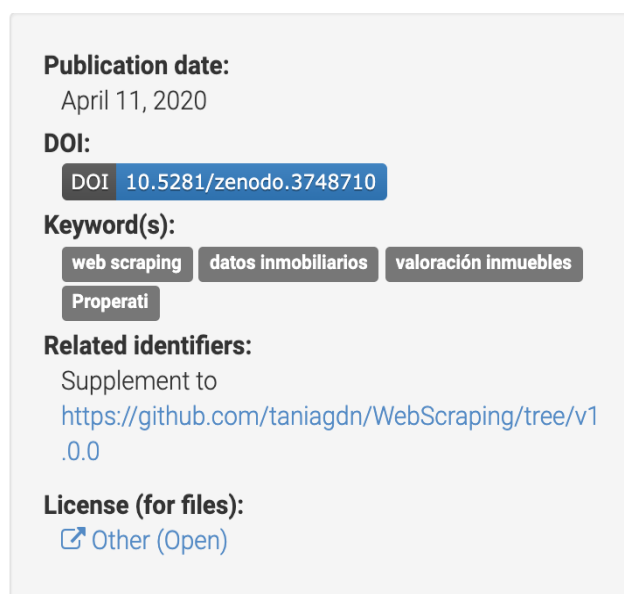 Publication date:
April 11, 2020
DOI:
DOI 10.5281/zenodo.3748710
Keyword(s):
web scraping datos inmobiliarios valoración inmuebles
Properati
Related identifiers:
Supplement to
https://github.com/taniagdn/WebScraping/tree/v1
.0.0
License (for files):
Other (Open)